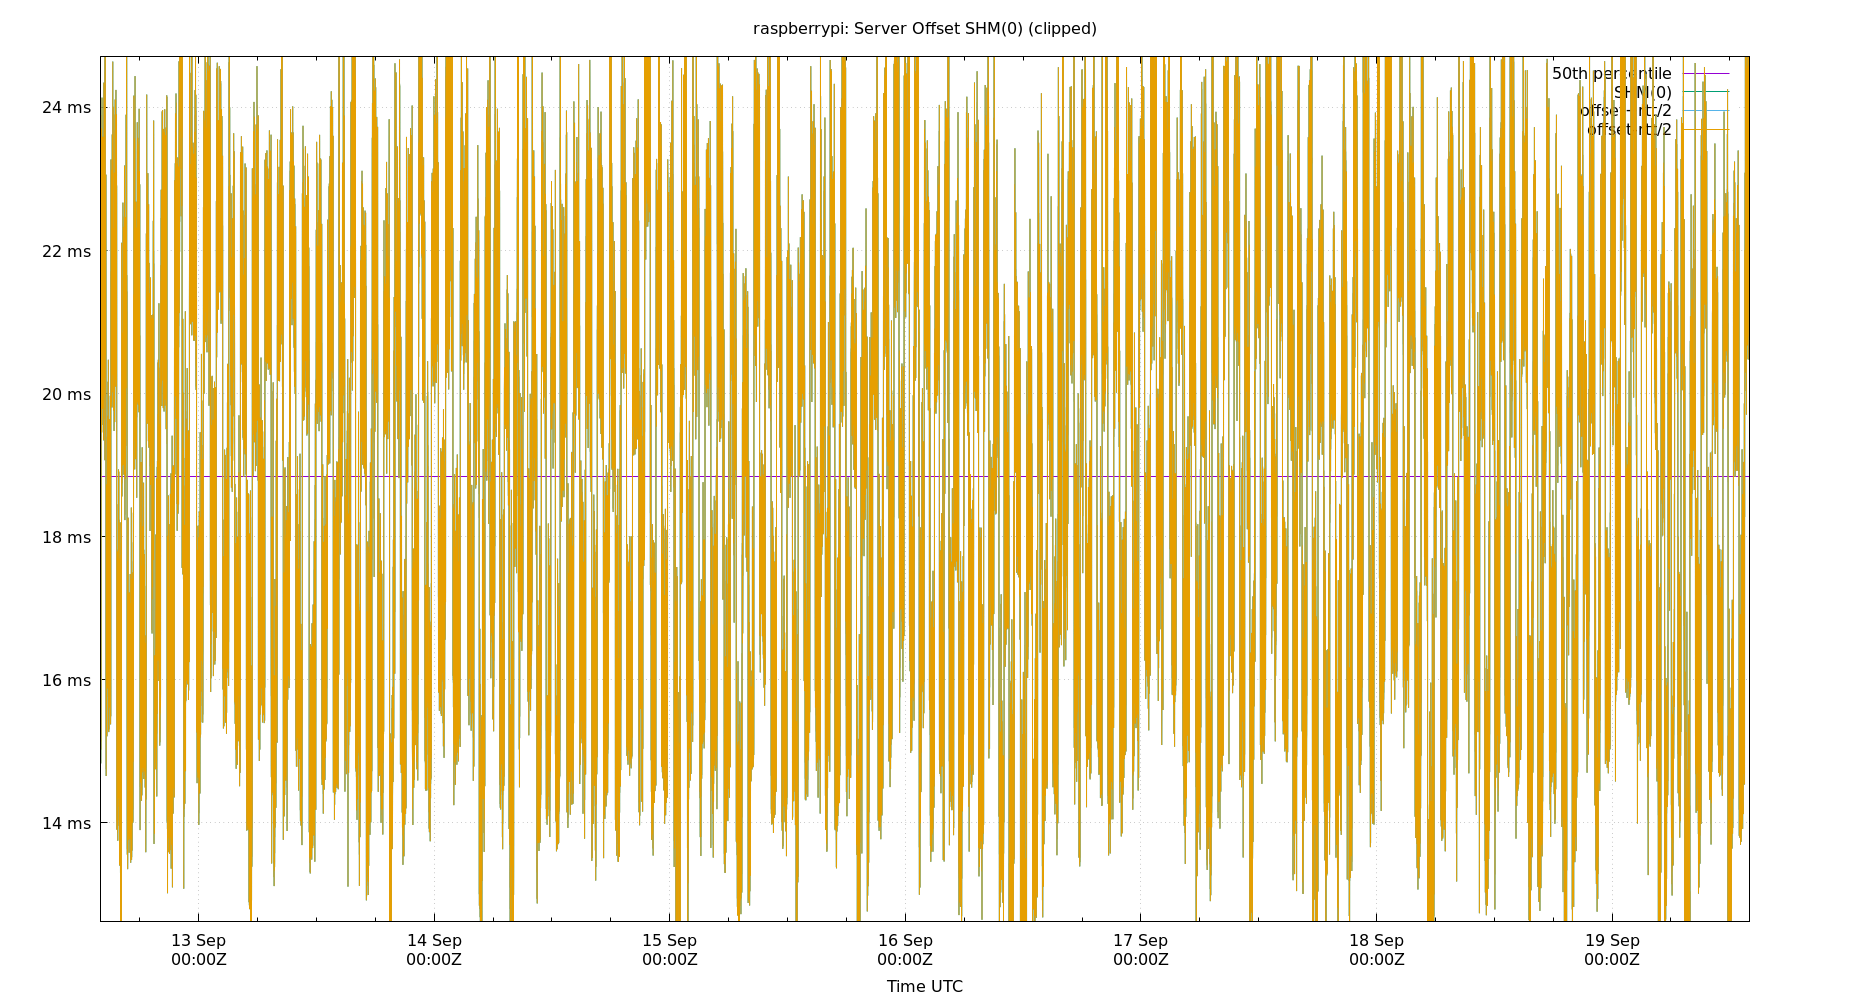 raspberrypi: Server Offset SHM(0) (clipped)
50th percentile
SHM(0)
offset+rtt/2
offset-rtt/2
24 ms
22 ms
20 ms
18 ms
16 ms
14 ms
13 Sep
00:00Z
14 Sep
00:00Z
15 Sep
00:00Z
16 Sep
00:00Z
17 Sep
00:00Z
18 Sep
00:00Z
19 Sep
00:00Z
Time UTC